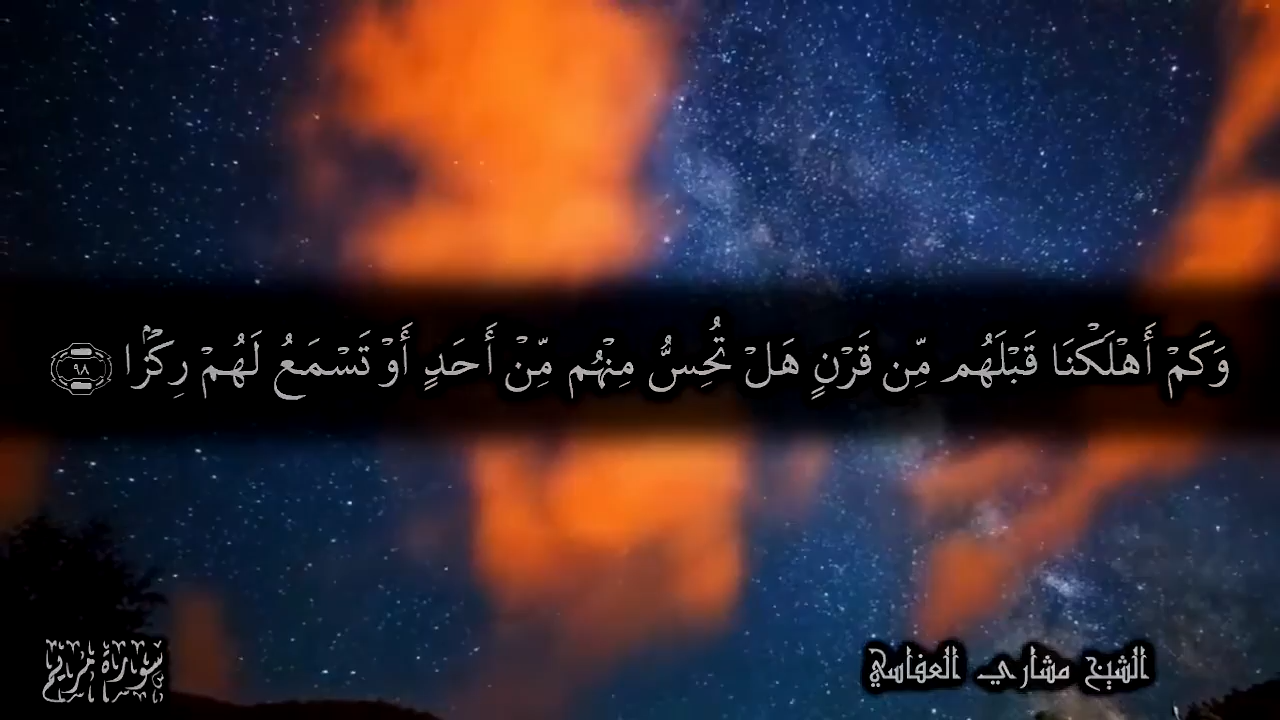 وَكَمْ أَهْلَكْنَا قَبْلَهُم مِّن قَرْنٍ هَلْ تُحِسُّ مِنْهُم مِّنْ أَحَدٍ أَوْ تَسْمَعُ لَهُمْ رِكْزًۢا ٩٨
الشيخ مشاري العفاسي
سورة مريم